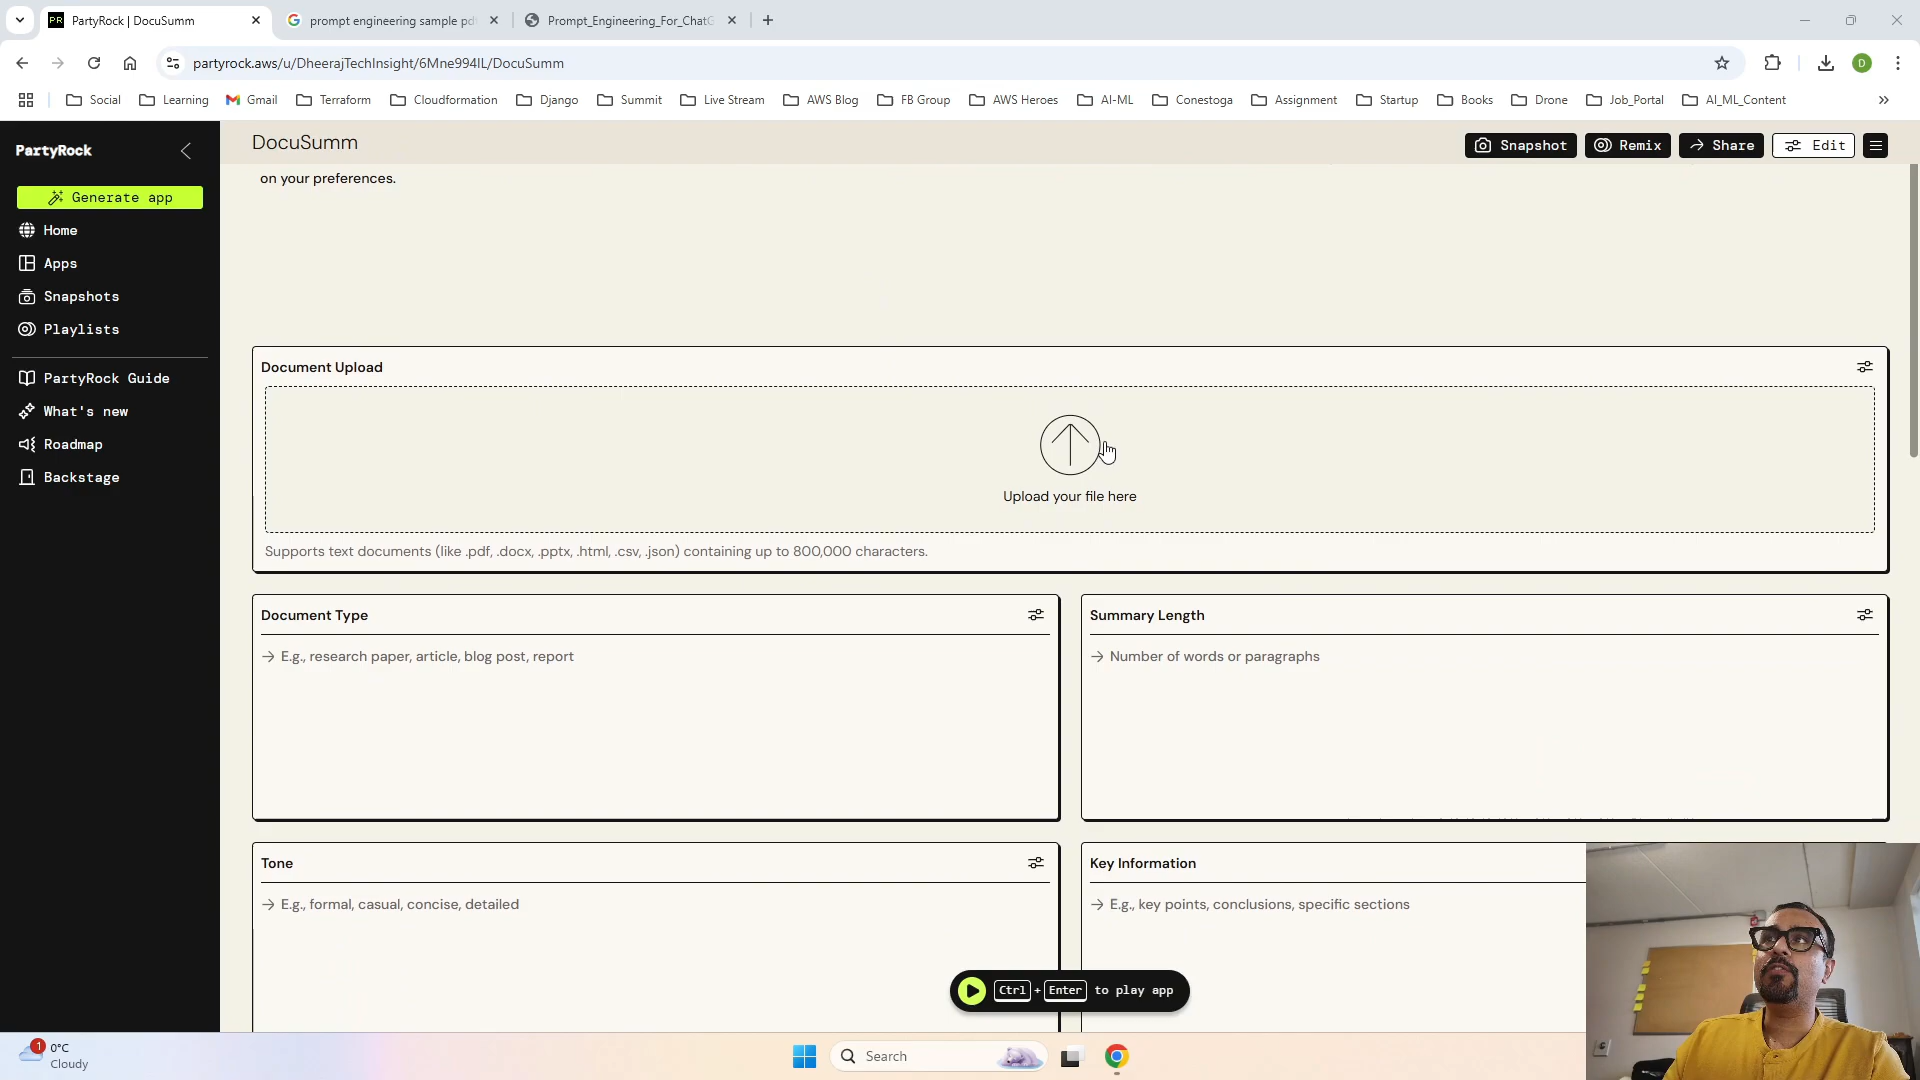 PartyRock | DocuSumm
prompt engineering sample pd
Prompt_Engineering_For_ChatG
partyrock.aws/u/DheerajTechInsight/6Mne994IL/DocuSumm
D
Social
Learning
Gmail
Terraform
Cloudformation
Django
Summit
Live Stream
AWS Blog
FB Group
AWS Heroes
AI-ML
Conestoga
Assignment
Startup
Books
Drone
Job_Portal
AI_ML_Content
PartyRock
Generate app
Home
Apps
Snapshots
Playlists
PartyRock Guide
What's new
Roadmap
Backstage
DocuSumm
Snapshot
Remix
Share
Edit
on your preferences.
Document Upload
Upload your file here
Supports text documents (like .pdf, .docx, .pptx, .html, .csv, .json) containing up to 800,000 characters.
Document Type
E.g., research paper, article, blog post, report
Summary Length
Number of words or paragraphs
Tone
E.g., formal, casual, concise, detailed
Key Information
E.g., key points, conclusions, specific sections
Ctrl + Enter to play app
1
0°C
Cloudy
Search